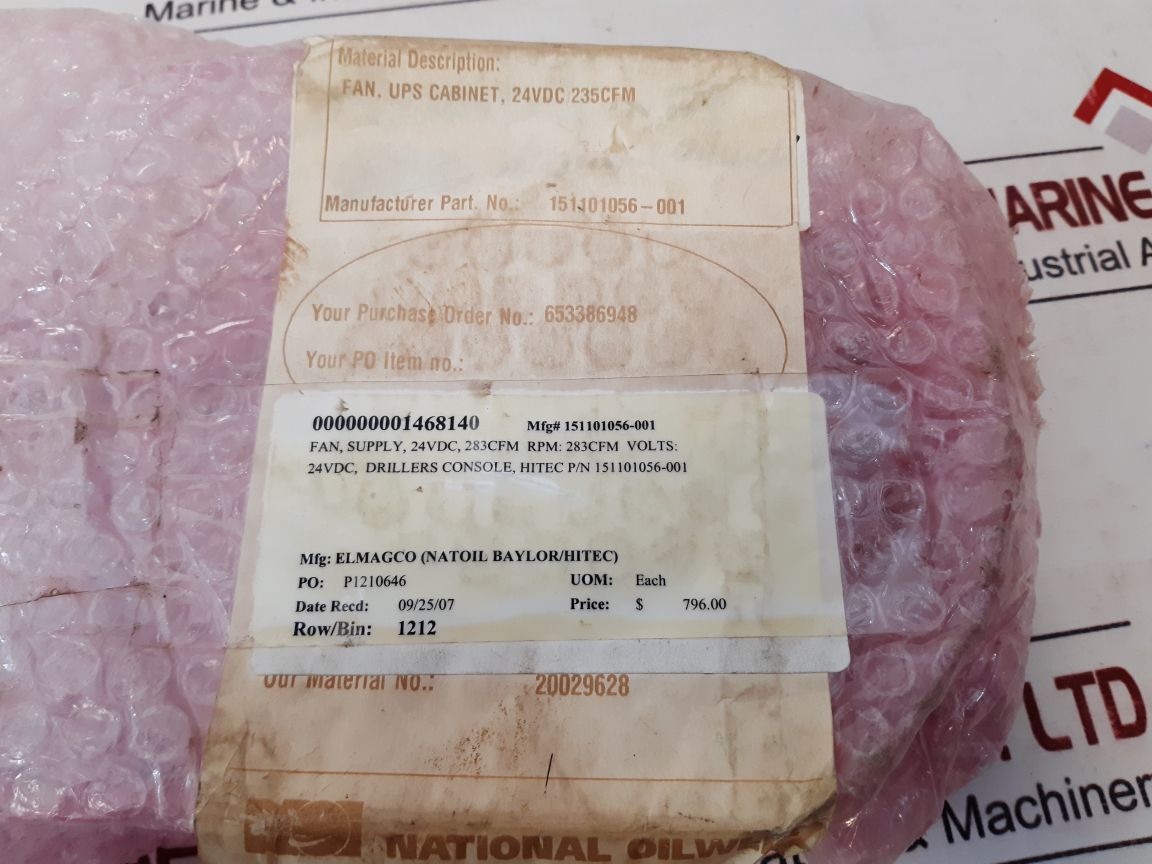 Marine &
Material Description:
FAN, UPS CABINET, 24VDC 235CFM
Manufacturer Part. No.: 151101056-001
ARINE
ustrial A
Your Purchase Order No.: 653386948
Your PO Item no.:
000000001468140 Mfg# 151101056-001
FAN, SUPPLY, 24VDC, 283CFM RPM: 283CFM VOLTS:
24VDC, DRILLERS CONSOLE, HITEC P/N 151101056-001
Mfg: ELMAGCO (NATOIL BAYLOR/HITEC)
PO: P1210646 UOM: Each
Date Recd: 09/25/07 Price: $ 796.00
Row/Bin: 1212
Our Material No.: 20029628
LTD
& Machiner
NATIONAL OILWE